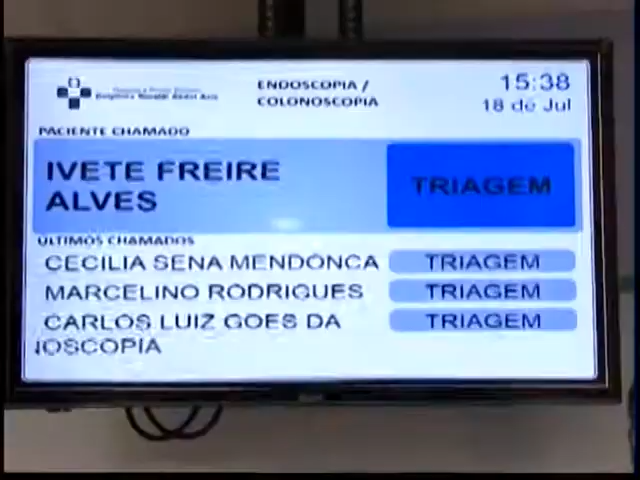 ENDOSCOPIA /
COLONOSCOPIA
15:38
18 de Jul
PACIENTE CHAMADO
IVETE FREIRE
ALVES
TRIAGEM
ULTIMOS CHAMADOS
CECILIA SENA MENDONCA TRIAGEM
MARCELINO RODRIGUES TRIAGEM
CARLOS LUIZ GOES DA TRIAGEM
NOSCOPIA